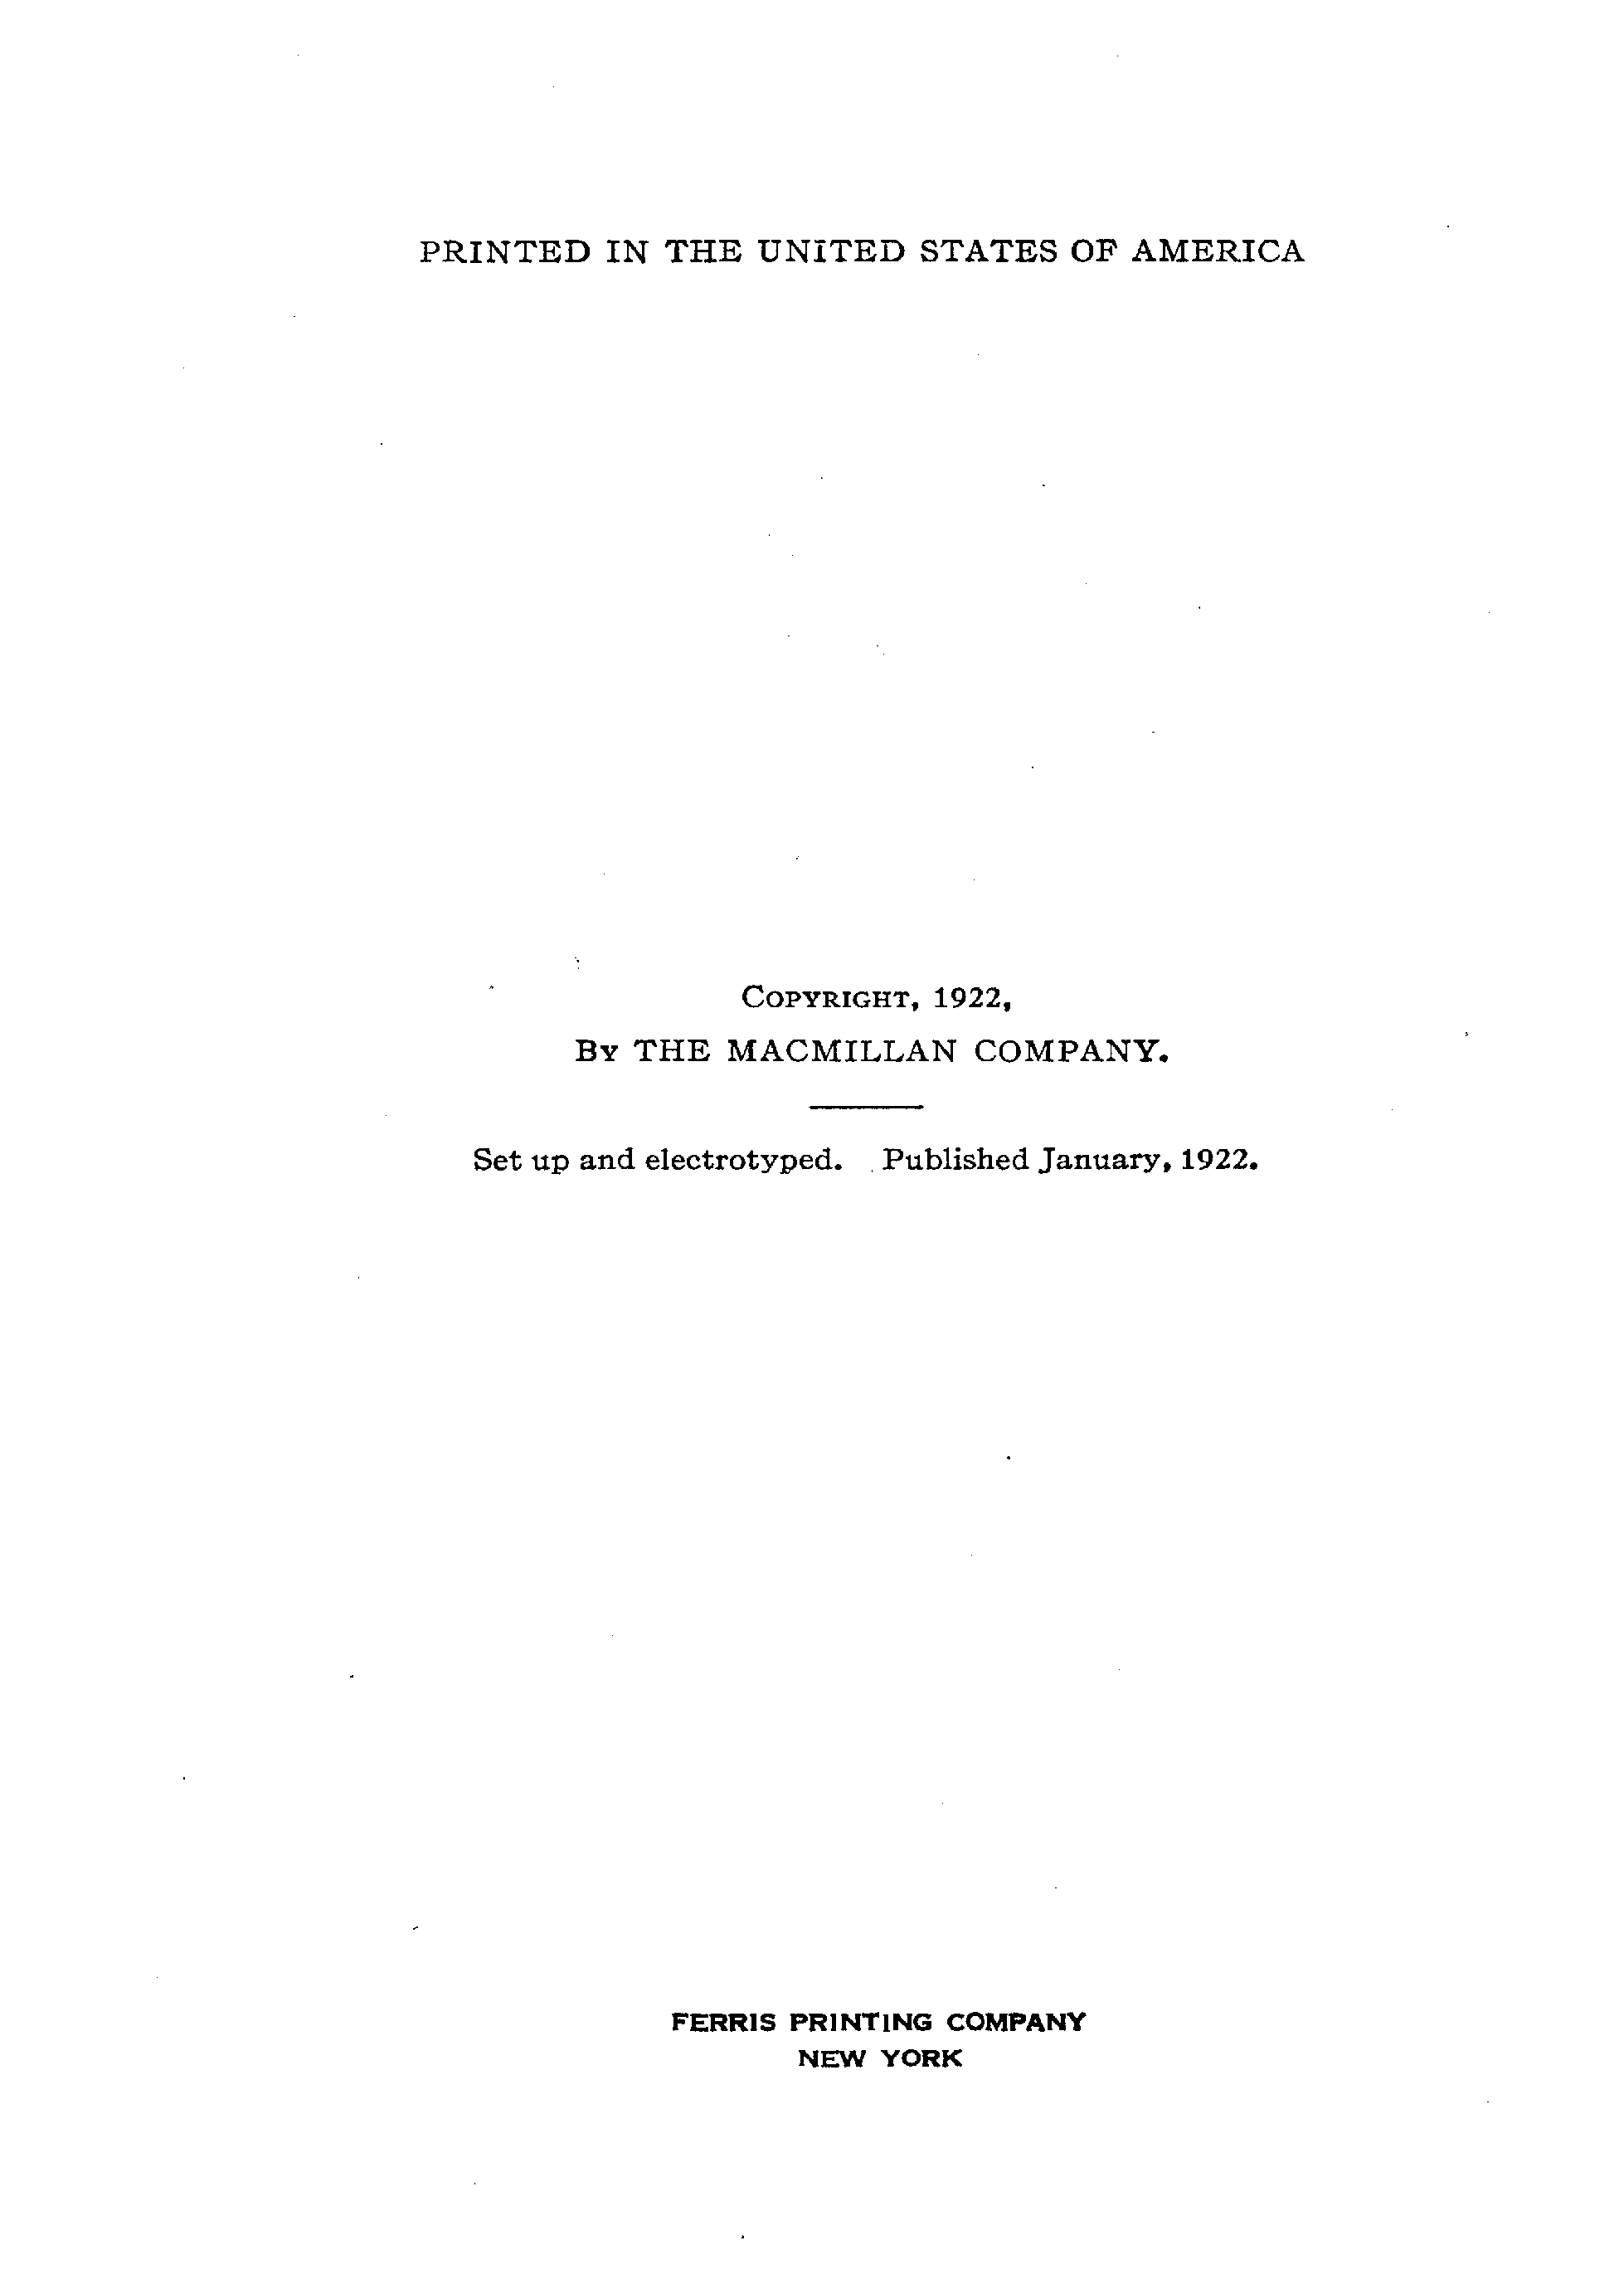 PRINTED IN THE UNITED STATES OF AMERICA
COPYRIGHT, 1922,
BY THE MACMILLAN COMPANY.
Set up and electrotyped. Published January, 1922.
FERRIS PRINTING COMPANY
NEW YORK